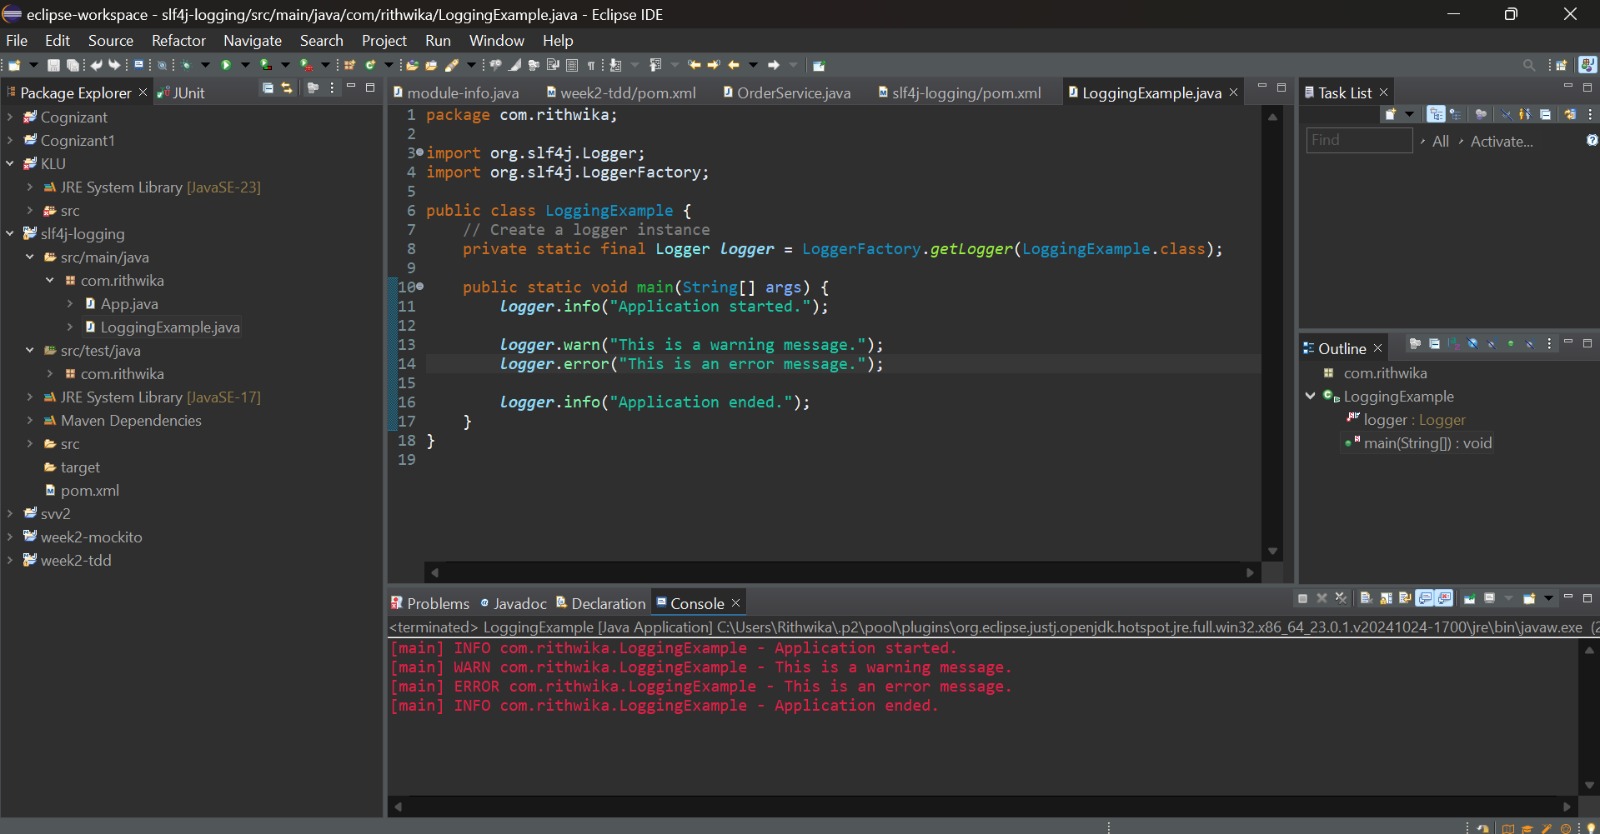 eclipse-workspace - slf4j-logging/src/main/java/com/rithwika/LoggingExample.java - Eclipse IDE
File Edit Source Refactor Navigate Search Project Run Window Help
Package Explorer
JUnit
Cognizant
Cognizant1
KLU
JRE System Library [JavaSE-23]
src
slf4j-logging
src/main/java
com.rithwika
App.java
LoggingExample.java
src/test/java
com.rithwika
JRE System Library [JavaSE-17]
Maven Dependencies
src
target
pom.xml
svv2
week2-mockito
week2-tdd
module-info.java
week2-tdd/pom.xml
OrderService.java
slf4j-logging/pom.xml
LoggingExample.java
1 package com.rithwika;
2
3 import org.slf4j.Logger;
4 import org.slf4j.LoggerFactory;
5
6 public class LoggingExample {
7 // Create a logger instance
8 private static final Logger logger = LoggerFactory.getLogger(LoggingExample.class);
9
10 public static void main(String[] args) {
11 logger.info("Application started.");
12
13 logger.warn("This is a warning message.");
14 logger.error("This is an error message.");
15
16 logger.info("Application ended.");
17 }
18 }
19
Task List
Find
All
Activate...
Outline
com.rithwika
LoggingExample
logger : Logger
main(String[]) : void
Problems
Javadoc
Declaration
Console
<terminated> LoggingExample [Java Application] C:\Users\Rithwika\.p2\pool\plugins\org.eclipse.justj.openjdk.hotspot.jre.full.win32.x86_64_23.0.1.v20241024-1700\jre\bin\javaw.exe (2
[main] INFO com.rithwika.LoggingExample - Application started.
[main] WARN com.rithwika.LoggingExample - This is a warning message.
[main] ERROR com.rithwika.LoggingExample - This is an error message.
[main] INFO com.rithwika.LoggingExample - Application ended.